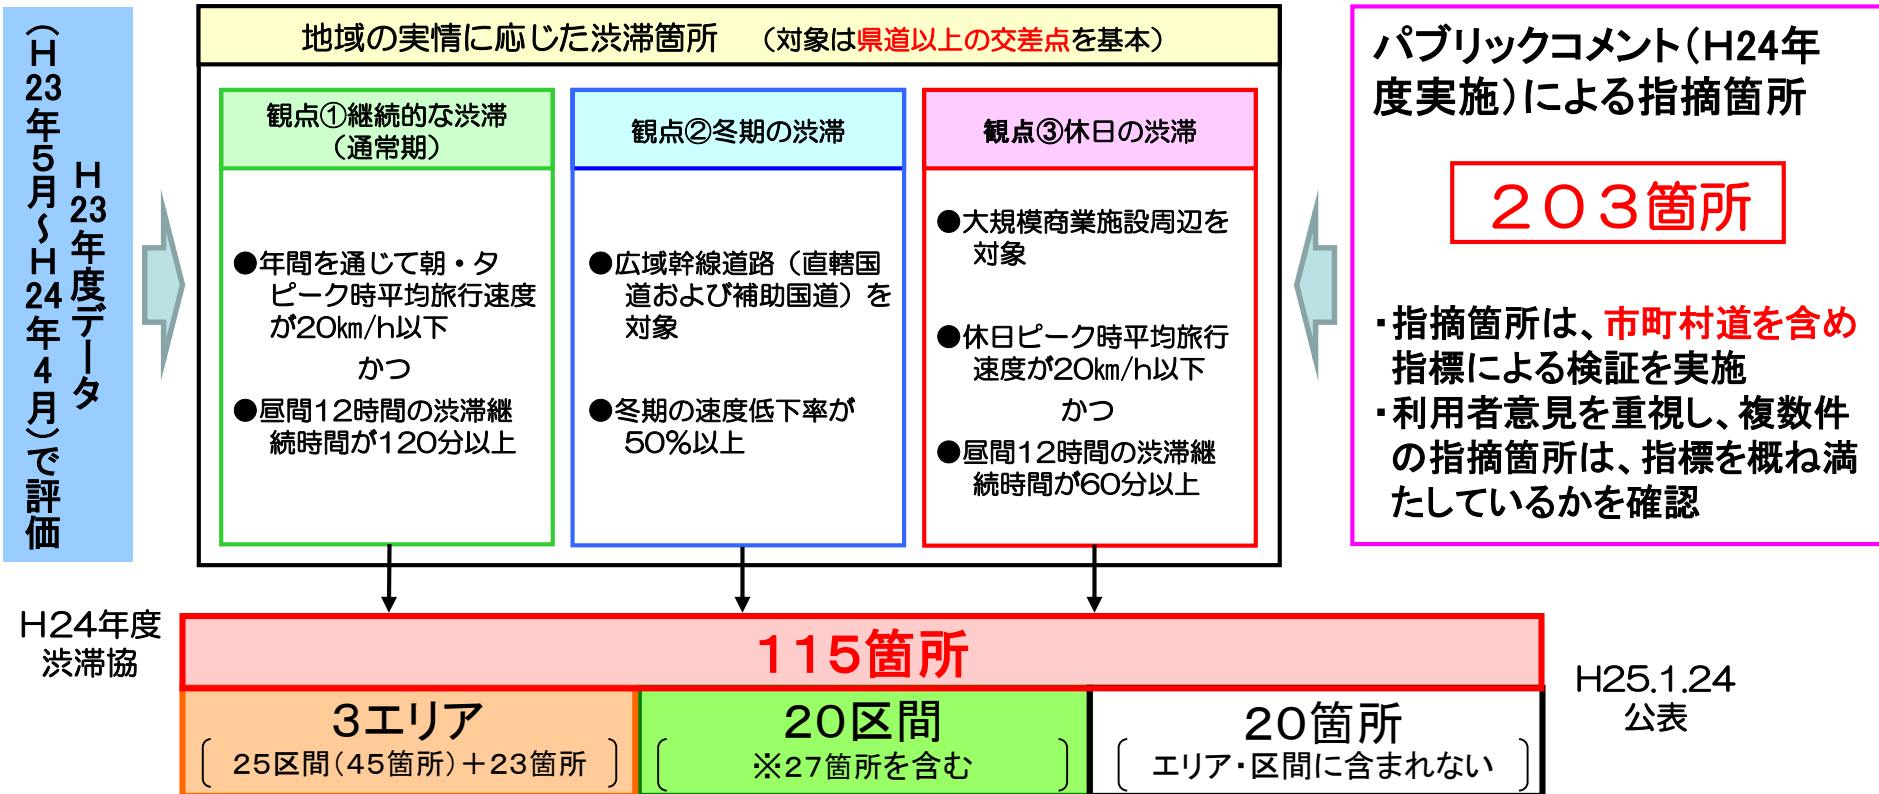 H23年度データ
（H23年5月～H24年4月）で評価
地域の実情に応じた渋滞箇所　（対象は県道以上の交差点を基本）
観点①継続的な渋滞
（通常期）
●年間を通じて朝・夕
ピーク時平均旅行速度
が20km/h以下
かつ
●昼間12時間の渋滞継
続時間が120分以上
観点②冬期の渋滞
●広域幹線道路（直轄国
道および補助国道）を
対象
●冬期の速度低下率が
50%以上
観点③休日の渋滞
●大規模商業施設周辺を
対象
●休日ピーク時平均旅行
速度が20km/h以下
かつ
●昼間12時間の渋滞継
続時間が60分以上
パブリックコメント（H24年
度実施）による指摘箇所
203箇所
・指摘箇所は、市町村道を含め
指標による検証を実施
・利用者意見を重視し、複数件
の指摘箇所は、指標を概ね満
たしているかを確認
H24年度
渋滞協
115箇所
3エリア
25区間（45箇所）＋23箇所
20区間
※27箇所を含む
20箇所
エリア・区間に含まれない
H25.1.24
公表